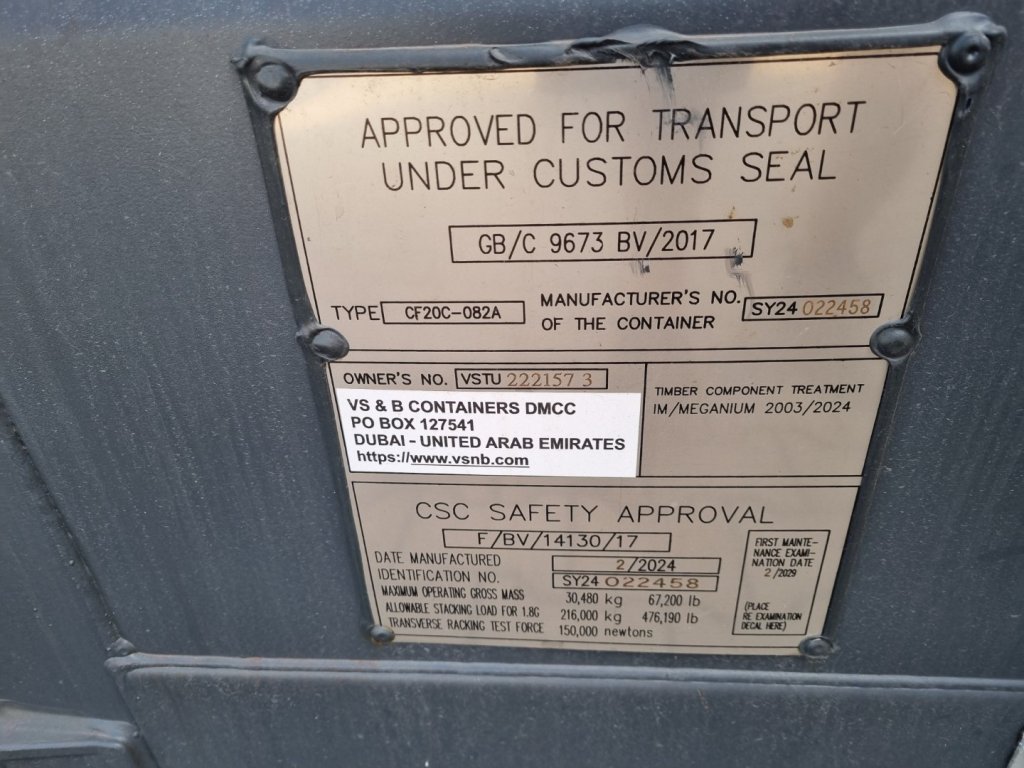 APPROVED FOR TRANSPORT
UNDER CUSTOMS SEAL
GB/C 9673 BV/2017
TYPE CF20C-082A
MANUFACTURER'S NO.
OF THE CONTAINER
SY24 022458
OWNER'S NO. VSTU 222157 3
VS & B CONTAINERS DMCC
PO BOX 127541
DUBAI - UNITED ARAB EMIRATES
https://www.vsnb.com
TIMBER COMPONENT TREATMENT
IM/MEGANIUM 2003/2024
CSC SAFETY APPROVAL
F/BV/14130/17
DATE MANUFACTURED 2/2024
IDENTIFICATION NO. SY24 022458
MAXIMUM OPERATING GROSS MASS 30,480 kg 67,200 lb
ALLOWABLE STACKING LOAD FOR 1.8G 216,000 kg 476,190 lb
TRANSVERSE RACKING TEST FORCE 150,000 newtons
FIRST MAINTE-
NANCE EXAMI-
NATION DATE
2/2029
(PLACE
RE EXAMINATION
DECAL HERE)